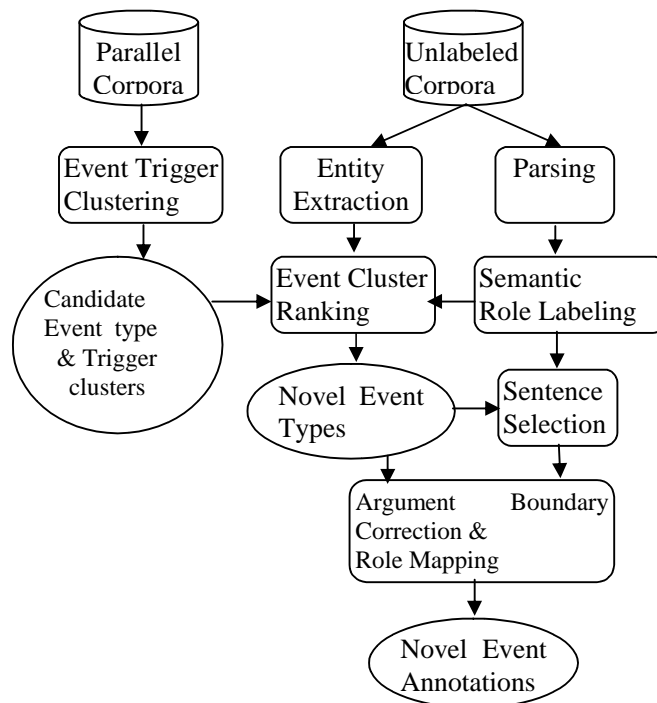 Parallel
Corpora
Unlabeled
Corpora
Event Trigger
Clustering
Entity
Extraction
Parsing
Candidate
Event type
& Trigger
clusters
Event Cluster
Ranking
Semantic
Role Labeling
Novel Event
Types
Sentence
Selection
Argument Boundary
Correction &
Role Mapping
Novel Event
Annotations